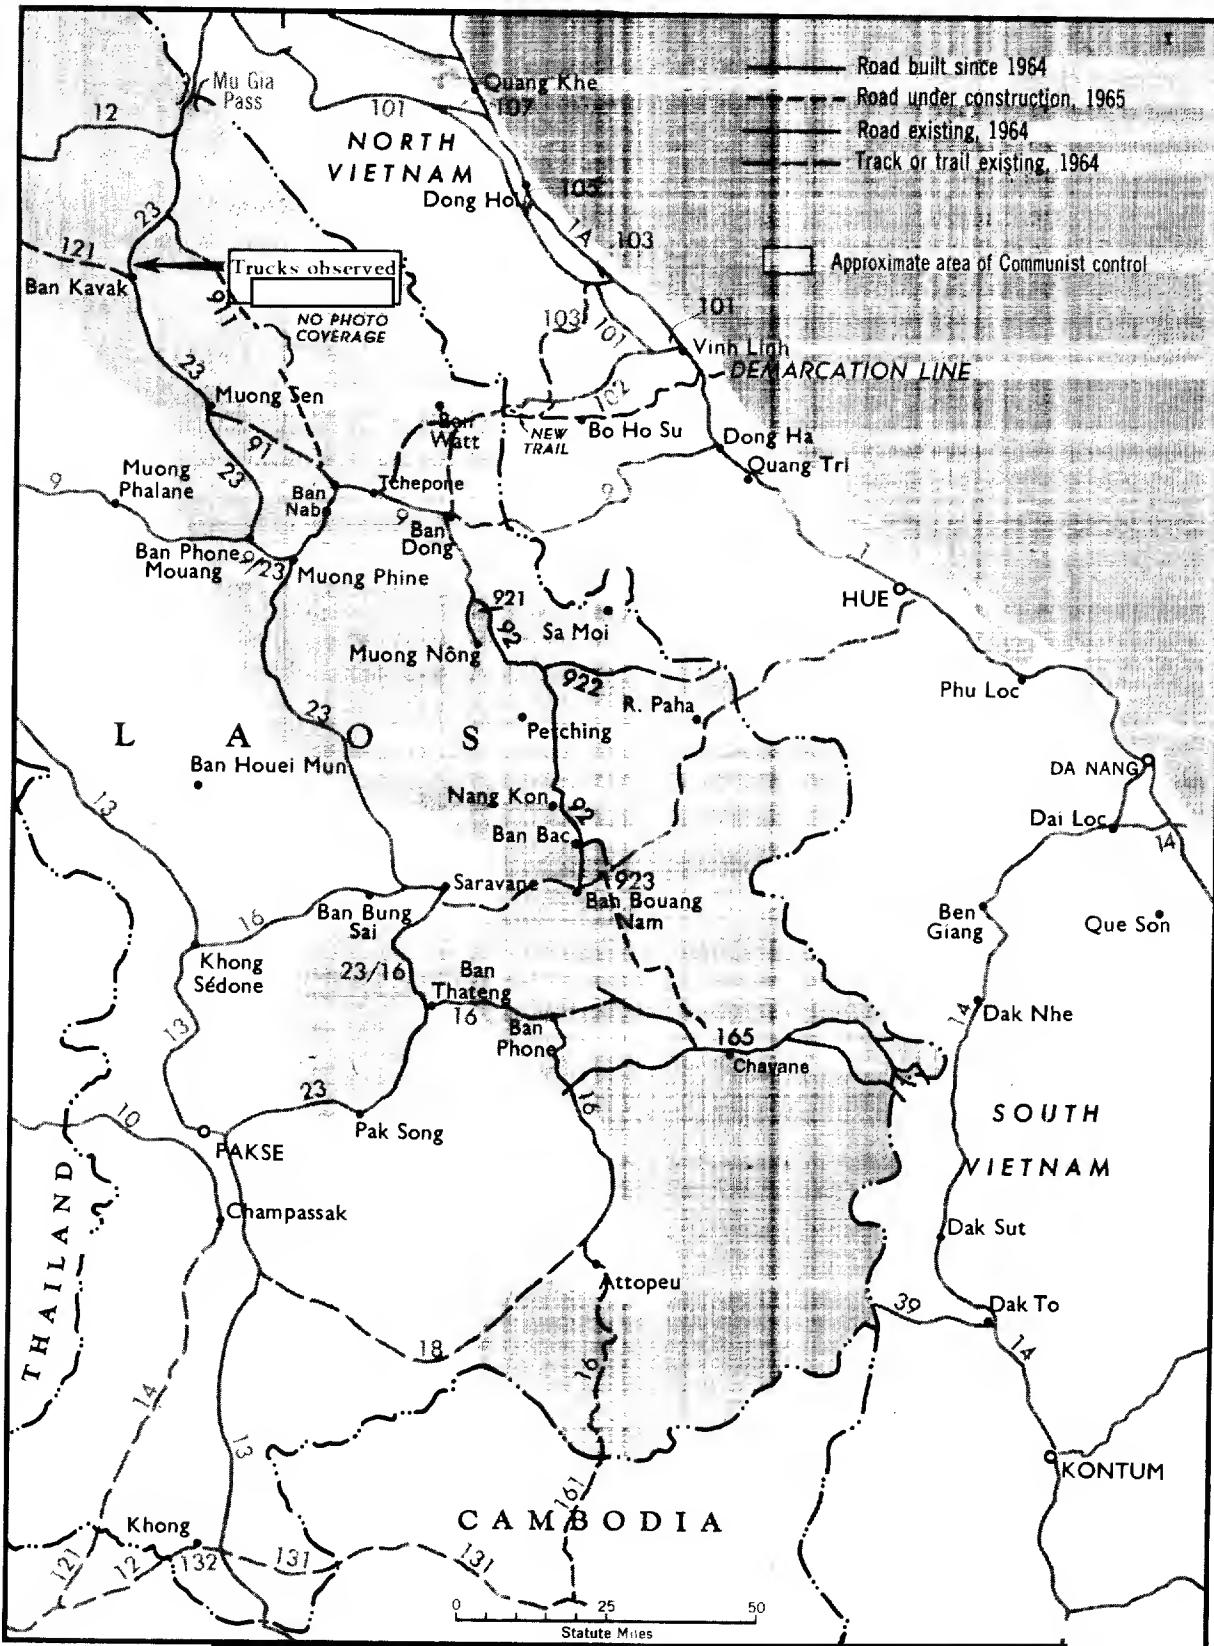 Mu Gia
Pass
12
101
Quang Khe
107
Road built since 1964
Road under construction, 1965
Road existing, 1964
Track or trail existing, 1964
NORTH
VIETNAM
105
Dong Hoi
1A
103
23
121
Trucks observed
Approximate area of Communist control
Ban Kavak
911
NO PHOTO
COVERAGE
103
101
101
Vinh Linh
DEMARCATION LINE
23
102
Muong Sen
Ban
Watt
NEW
TRAIL
Bo Ho Su
Dong Ha
Quang Tri
91
23
9
Muong
Phalane
Ban
Nabo
Tchepone
9
9
Ban
Dong
Ban Phone
Mouang
9/23
Muong Phine
1
HUE
921
92
Sa Moi
Muong Nông
922
Phu Loc
R. Paha
23
Petching
LAOS
Ban Houei Mun
DA NANG
13
Nang Kon
92
Dai Loc
Ban Bac
14
Saravane
923
Ban Bouang
Nam
16
Ban Bung
Sai
Ben
Giang
Que Son
Khong
Sédone
23/16
Ban
Thateng
16
14
Dak Nhe
13
Ban
Phone
165
Chavane
23
16
10
Pak Song
SOUTH
VIETNAM
PAKSE
THAILAND
Champassak
Dak Sut
Attopeu
39
Dak To
18
16
14
14
13
KONTUM
161
CAMBODIA
Khong
121
12
132
131
131
0 25 50
Statute Miles